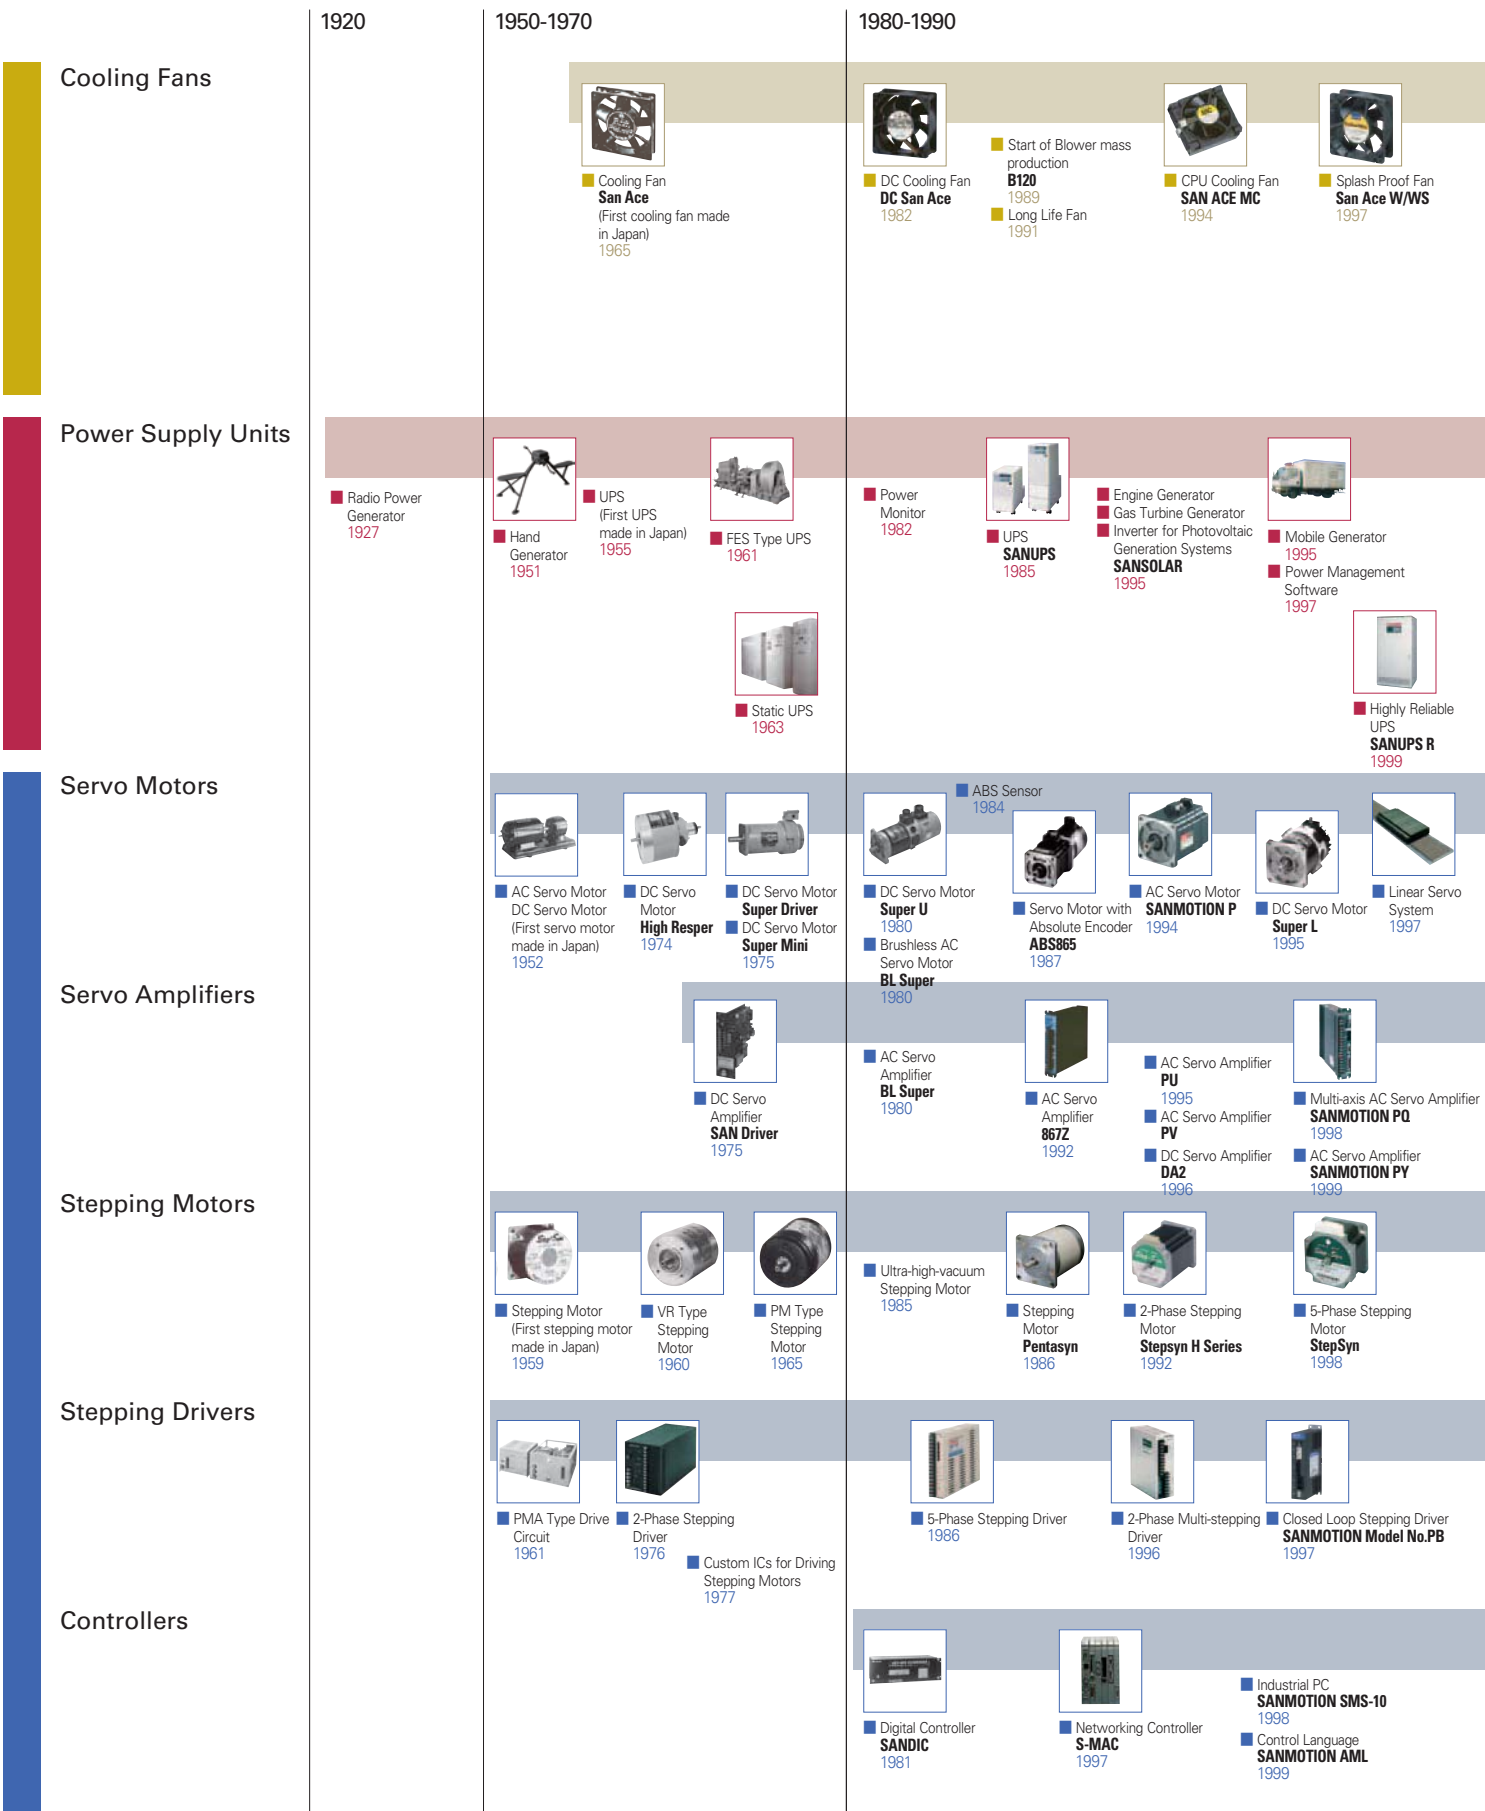 1920
1950-1970
1980-1990
Cooling Fans
Cooling Fan
San Ace
(First cooling fan made
in Japan)
1965
DC Cooling Fan
DC San Ace
1982
Start of Blower mass
production
B120
1989
Long Life Fan
1991
CPU Cooling Fan
SAN ACE MC
1994
Splash Proof Fan
San Ace W/WS
1997
Power Supply Units
Radio Power
Generator
1927
Hand
Generator
1951
UPS
(First UPS
made in Japan)
1955
FES Type UPS
1961
Static UPS
1963
Power
Monitor
1982
UPS
SANUPS
1985
Engine Generator
Gas Turbine Generator
Inverter for Photovoltaic
Generation Systems
SANSOLAR
1995
Mobile Generator
1995
Power Management
Software
1997
Highly Reliable
UPS
SANUPS R
1999
Servo Motors
AC Servo Motor
DC Servo Motor
(First servo motor
made in Japan)
1952
DC Servo
Motor
High Resper
1974
DC Servo Motor
Super Driver
DC Servo Motor
Super Mini
1975
DC Servo Motor
Super U
1980
Brushless AC
Servo Motor
BL Super
1980
ABS Sensor
1984
Servo Motor with
Absolute Encoder
ABS865
1987
AC Servo Motor
SANMOTION P
1994
DC Servo Motor
Super L
1995
Linear Servo
System
1997
Servo Amplifiers
DC Servo
Amplifier
SAN Driver
1975
AC Servo
Amplifier
BL Super
1980
AC Servo
Amplifier
867Z
1992
AC Servo Amplifier
PU
1995
AC Servo Amplifier
PV
DC Servo Amplifier
DA2
1996
Multi-axis AC Servo Amplifier
SANMOTION PQ
1998
AC Servo Amplifier
SANMOTION PY
1999
Stepping Motors
Stepping Motor
(First stepping motor
made in Japan)
1959
VR Type
Stepping
Motor
1960
PM Type
Stepping
Motor
1965
Ultra-high-vacuum
Stepping Motor
1985
Stepping
Motor
Pentasyn
1986
2-Phase Stepping
Motor
Stepsyn H Series
1992
5-Phase Stepping
Motor
StepSyn
1998
Stepping Drivers
PMA Type Drive
Circuit
1961
2-Phase Stepping
Driver
1976
Custom ICs for Driving
Stepping Motors
1977
5-Phase Stepping Driver
1986
2-Phase Multi-stepping
Driver
1996
Closed Loop Stepping Driver
SANMOTION Model No.PB
1997
Controllers
Digital Controller
SANDIC
1981
Networking Controller
S-MAC
1997
Industrial PC
SANMOTION SMS-10
1998
Control Language
SANMOTION AML
1999